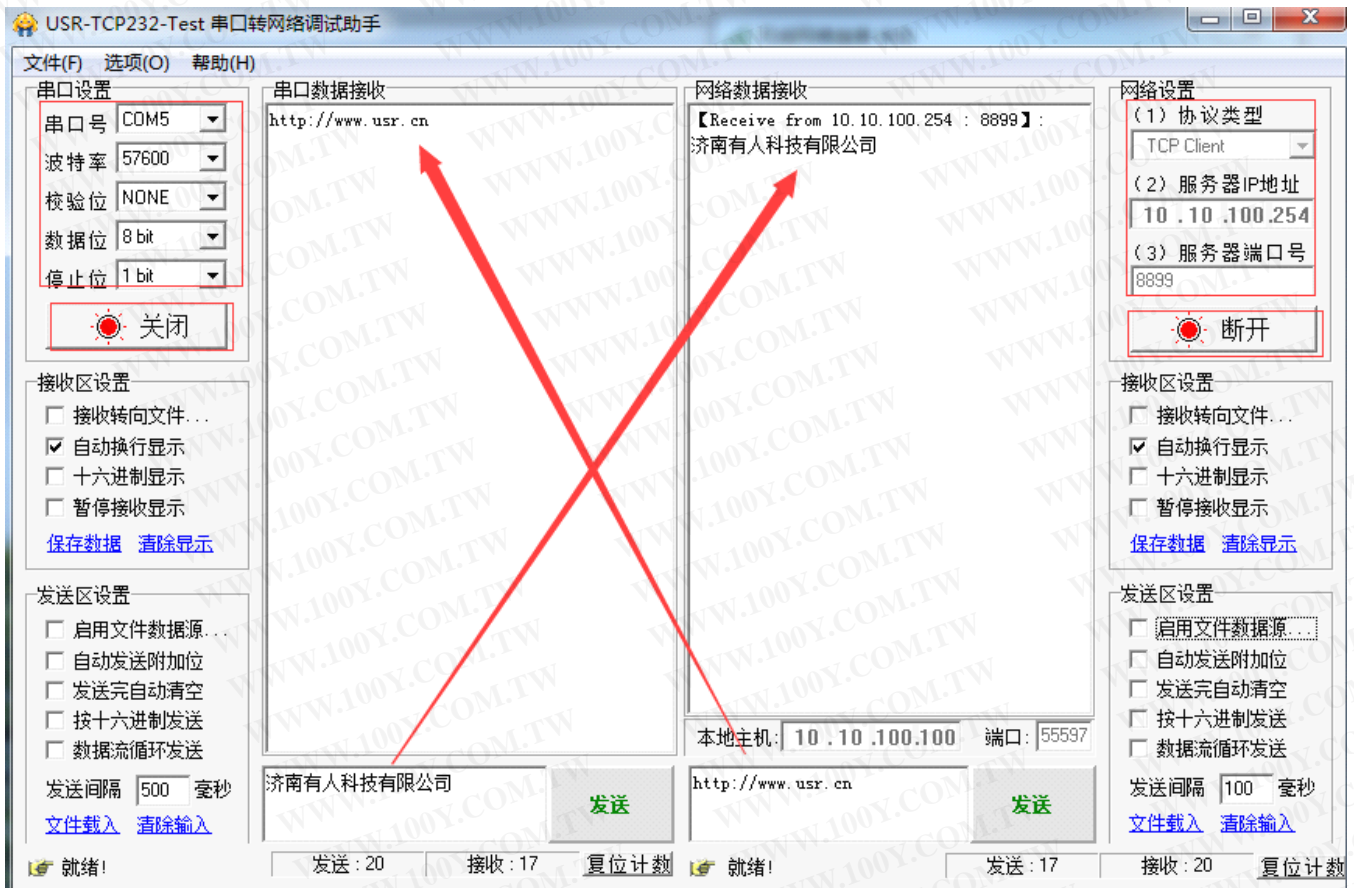 USR-TCP232-Test 串口转网络调试助手
文件(F) 选项(O) 帮助(H)
串口设置
串口号 COM5
波特率 57600
校验位 NONE
数据位 8 bit
停止位 1 bit
关闭
接收区设置
接收转向文件...
自动换行显示
十六进制显示
暂停接收显示
保存数据 清除显示
发送区设置
启用文件数据源...
自动发送附加位
发送完自动清空
按十六进制发送
数据流循环发送
发送间隔 500 毫秒
文件载入 清除输入
就绪!
串口数据接收
http://www.usr.cn
济南有人科技有限公司
发送
发送 : 20 接收 : 17 复位计数
网络数据接收
【Receive from 10.10.100.254 : 8899】:
济南有人科技有限公司
本地主机: 10 .10 .100.100 端口: 55597
http://www.usr.cn
发送
就绪!
发送 : 17 接收 : 20 复位计数
网络设置
(1) 协议类型
TCP Client
(2) 服务器IP地址
10 .10 .100.254
(3) 服务器端口号
8899
断开
接收区设置
接收转向文件...
自动换行显示
十六进制显示
暂停接收显示
保存数据 清除显示
发送区设置
启用文件数据源...
自动发送附加位
发送完自动清空
按十六进制发送
数据流循环发送
发送间隔 100 毫秒
文件载入 清除输入
WWW.100Y.COM.TW